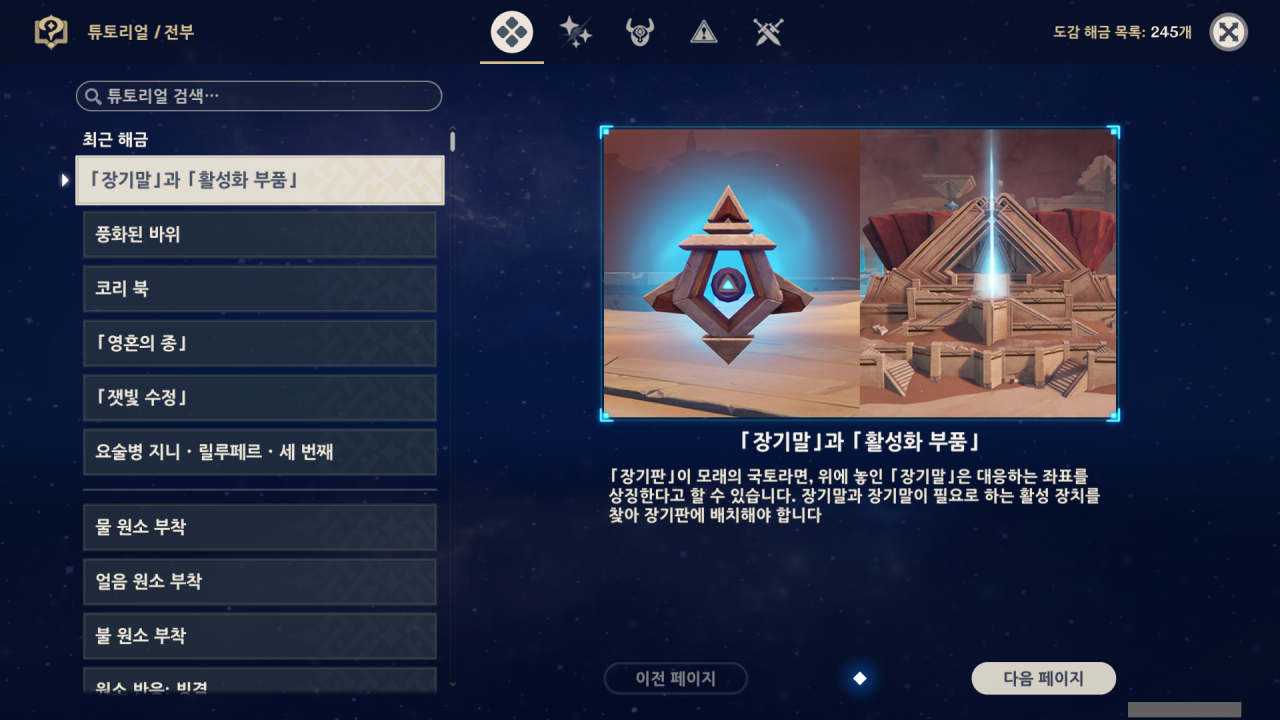 튜토리얼 / 전부
도감 해금 목록: 245개
튜토리얼 검색…
최근 해금
「장기말」과 「활성화 부품」
풍화된 바위
코리 북
「영혼의 종」
「잿빛 수정」
요술병 지니 · 릴루페르 · 세 번째
물 원소 부착
얼음 원소 부착
불 원소 부착
원소 반응: 빙결
「장기말」과 「활성화 부품」
「장기판」이 모래의 국토라면, 위에 놓인 「장기말」은 대응하는 좌표를
상징한다고 할 수 있습니다. 장기말과 장기말이 필요로 하는 활성 장치를
찾아 장기판에 배치해야 합니다
이전 페이지
다음 페이지